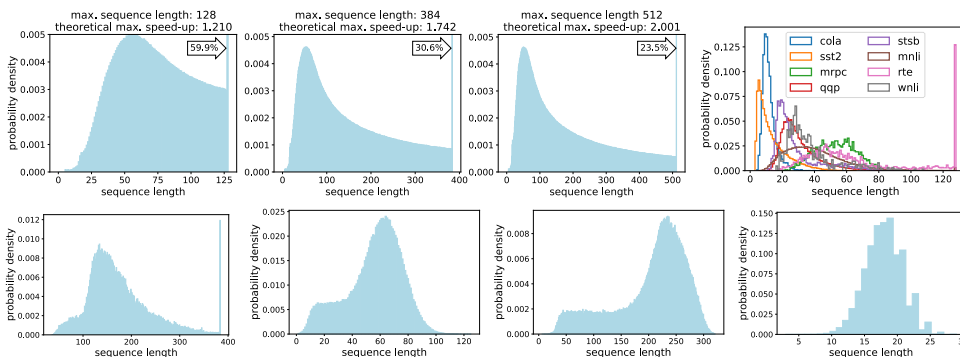 max. sequence length: 128
theoretical max. speed-up: 1.210
max. sequence length: 384
theoretical max. speed-up: 1.742
max. sequence length 512
theoretical max. speed-up: 2.001
probability density
0.005
0.004
0.003
0.002
0.001
0.000
59.9%
0 25 50 75 100 125
sequence length
0.005
0.004
0.003
0.002
0.001
0.000
30.6%
0 100 200 300 400
sequence length
0.005
0.004
0.003
0.002
0.001
0.000
23.5%
0 100 200 300 400 500
sequence length
probability density
0.125
0.100
0.075
0.050
0.025
0.000
cola
sst2
mrpc
qqp
stsb
mnli
rte
wnli
0 20 40 60 80 100 120
sequence length
probability density
0.012
0.010
0.008
0.006
0.004
0.002
0.000
100 200 300 400
sequence length
probability density
0.025
0.020
0.015
0.010
0.005
0.000
0 20 40 60 80 100 120
sequence length
probability density
0.008
0.006
0.004
0.002
0.000
0 50 100 150 200 250 300
sequence length
probability density
0.150
0.125
0.100
0.075
0.050
0.025
0.000
5 10 15 20 25
sequence length